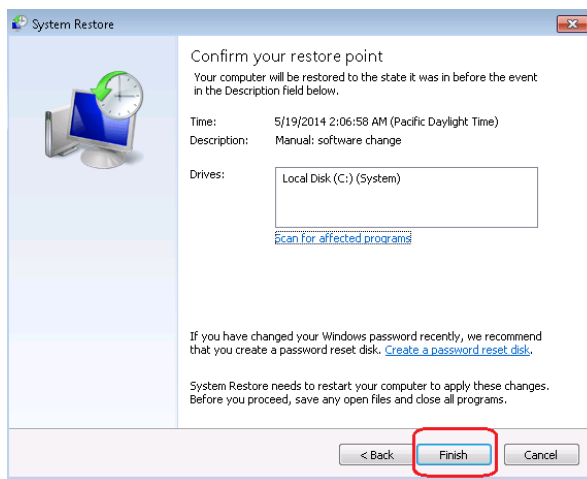 System Restore
Confirm your restore point
Your computer will be restored to the state it was in before the event
in the Description field below.
Time: 5/19/2014 2:06:58 AM (Pacific Daylight Time)
Description: Manual: software change
Drives: Local Disk (C:) (System)
Scan for affected programs
If you have changed your Windows password recently, we recommend
that you create a password reset disk. Create a password reset disk.
System Restore needs to restart your computer to apply these changes.
Before you proceed, save any open files and close all programs.
< Back Finish Cancel